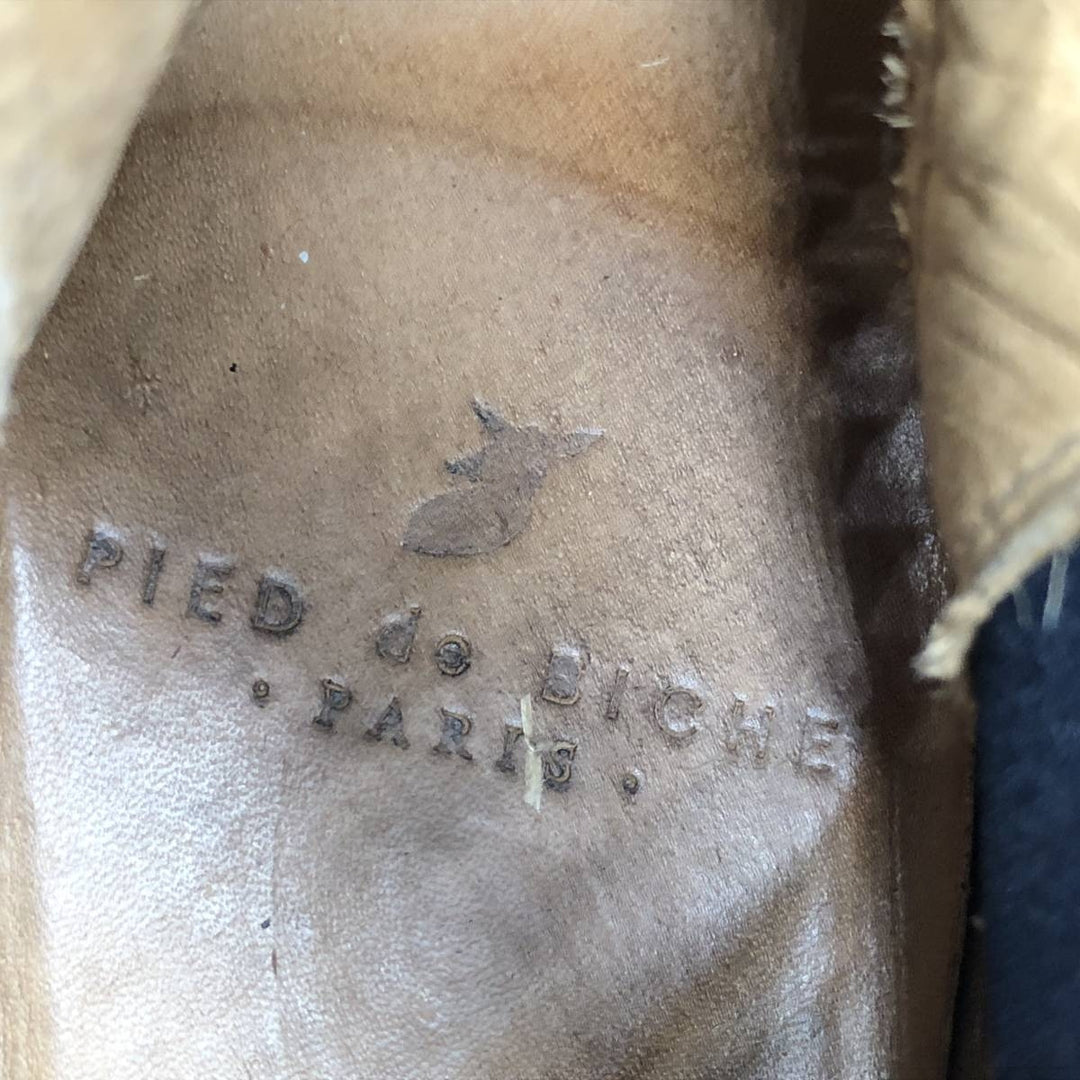 PIED de BICHE
· PARIS ·